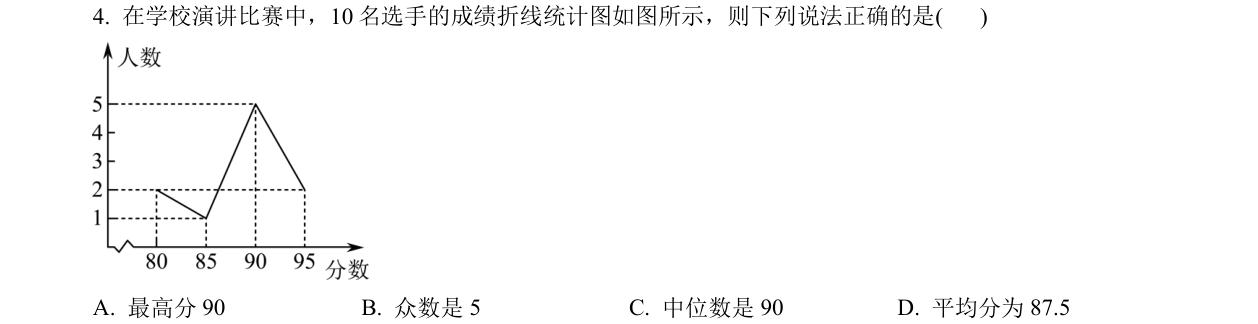 4. 在学校演讲比赛中，10 名选手的成绩折线统计图如图所示，则下列说法正确的是(　　)
人数
5
4
3
2
1
80 85 90 95 分数
A. 最高分 90 B. 众数是 5 C. 中位数是 90 D. 平均分为 87.5